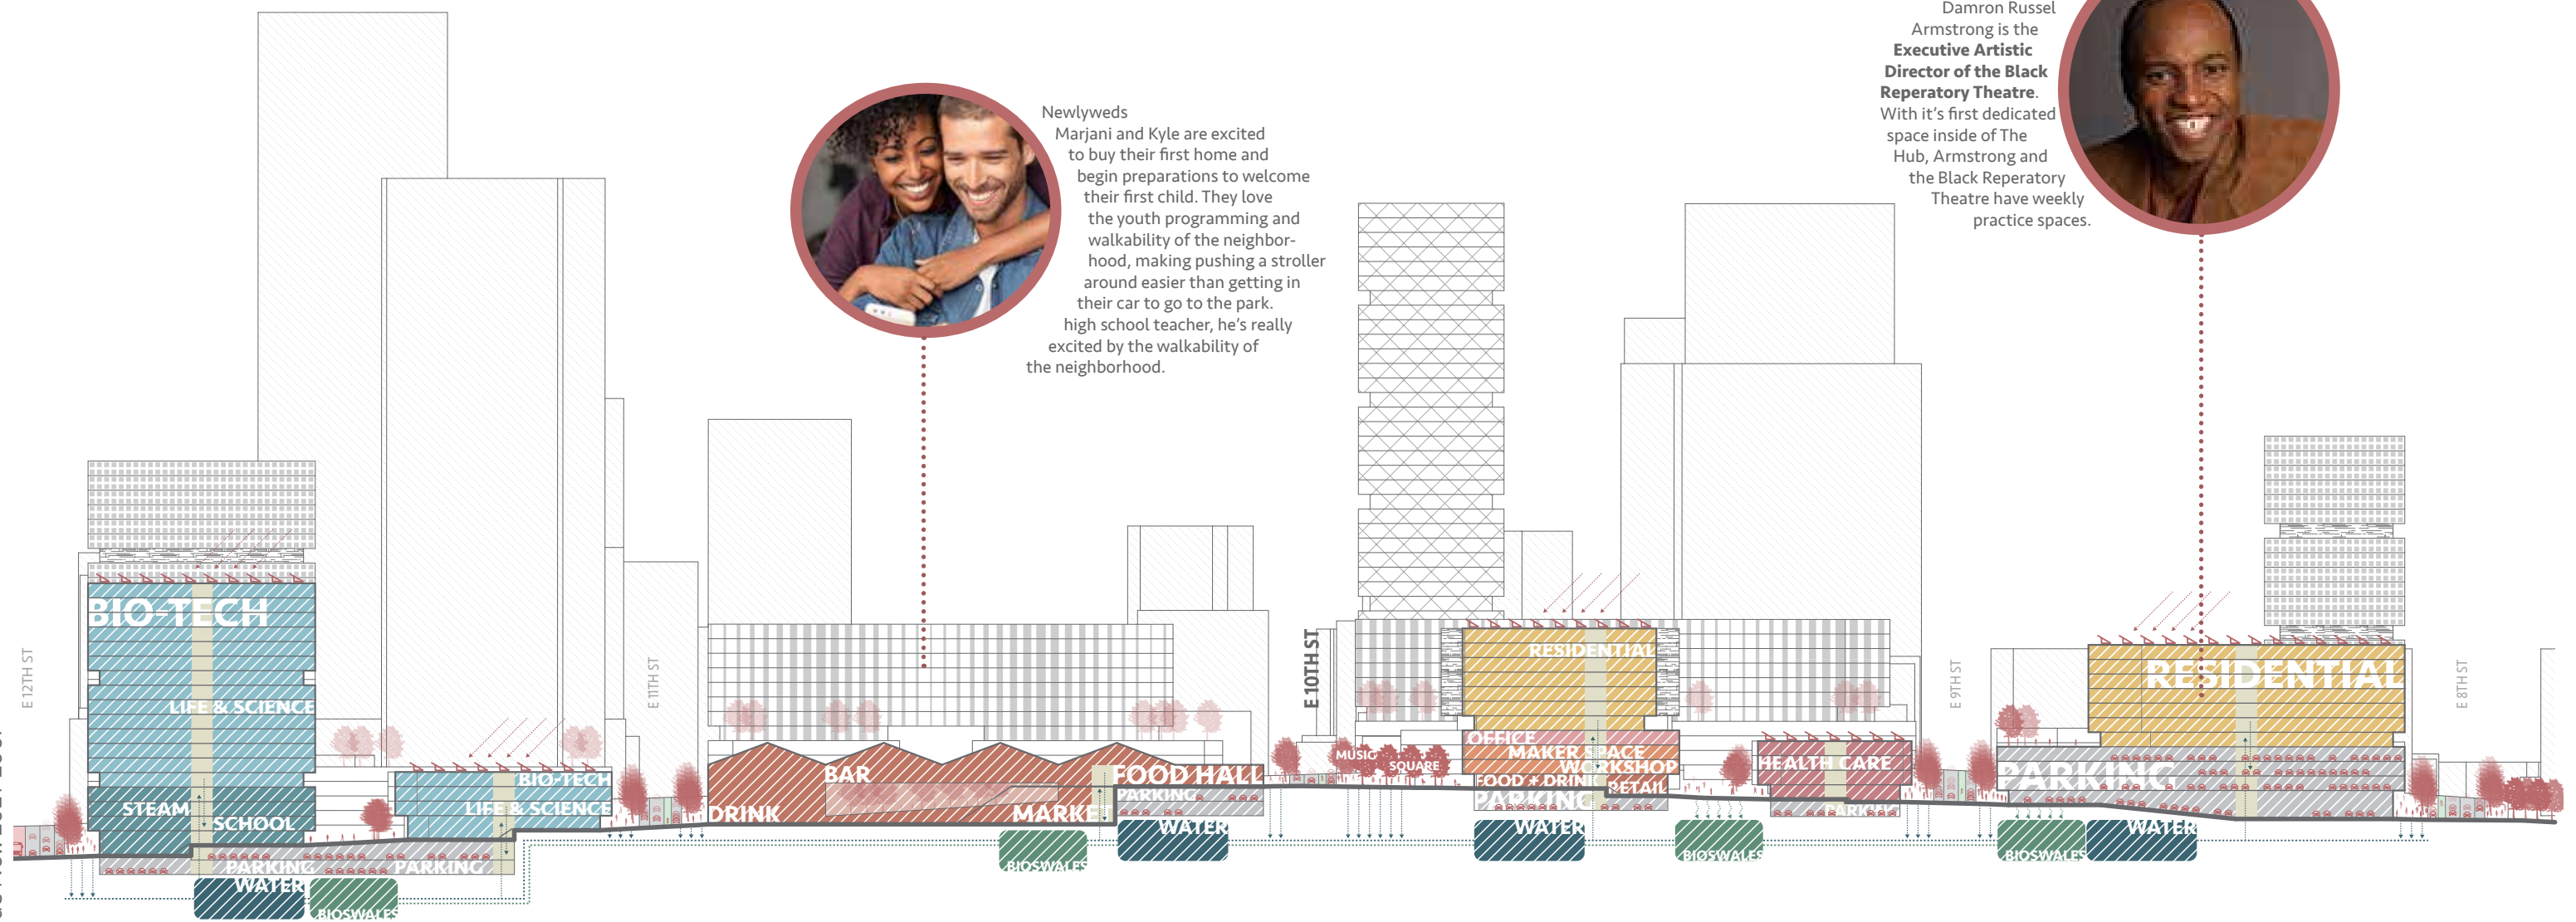 Newlyweds
Marjani and Kyle are excited
to buy their first home and
begin preparations to welcome
their first child. They love
the youth programming and
walkability of the neighbor-
hood, making pushing a stroller
around easier than getting in
their car to go to the park.
high school teacher, he's really
excited by the walkability of
the neighborhood.
Damron Russel
Armstrong is the
Executive Artistic
Director of the Black
Reperatory Theatre.
With it's first dedicated
space inside of The
Hub, Armstrong and
the Black Reperatory
Theatre have weekly
practice spaces.
E 12TH ST
BIO-TECH
LIFE & SCIENCE
STEAM
SCHOOL
PARKING
PARKING
WATER
BIOSWALES
BIO-TECH
LIFE & SCIENCE
E 11TH ST
BAR
DRINK
MARKET
FOOD HALL
PARKING
BIOSWALES
WATER
E 10TH ST
MUSIC
SQUARE
RESIDENTIAL
OFFICE
MAKER SPACE
WORKSHOP
FOOD + DRINK
RETAIL
PARKING
WATER
HEALTH CARE
PARKING
BIOSWALES
E 9TH ST
RESIDENTIAL
PARKING
BIOSWALES
WATER
E 8TH ST